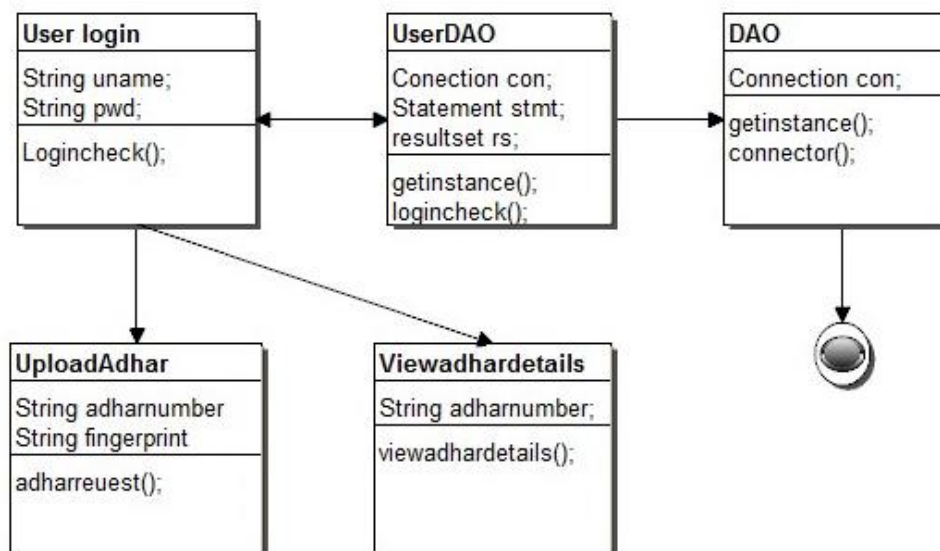 User login
String uname;
String pwd;
Logincheck();
UserDAO
Conection con;
Statement stmt;
resultset rs;
getinstance();
logincheck();
DAO
Connection con;
getinstance();
connector();
UploadAdhar
String adharnumber
String fingerprint
adharreuest();
Viewadhardetails
String adharnumber;
viewadhardetails();